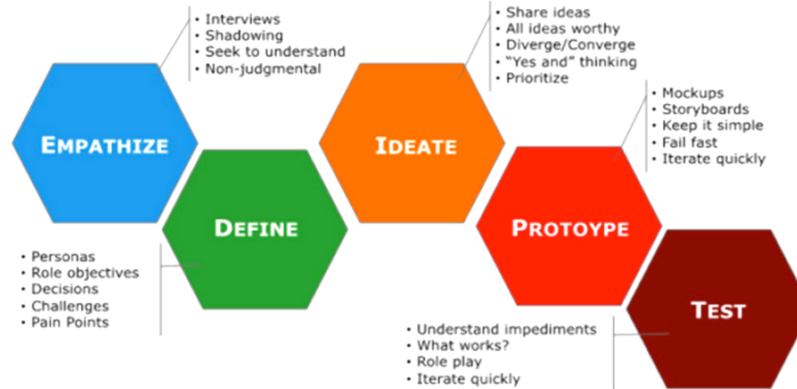 EMPATHIZE
• Interviews
• Shadowing
• Seek to understand
• Non-judgmental
DEFINE
• Personas
• Role objectives
• Decisions
• Challenges
• Pain Points
IDEATE
• Share ideas
• All ideas worthy
• Diverge/Converge
• “Yes and” thinking
• Prioritize
PROTOYPE
• Mockups
• Storyboards
• Keep it simple
• Fail fast
• Iterate quickly
TEST
• Understand impediments
• What works?
• Role play
• Iterate quickly